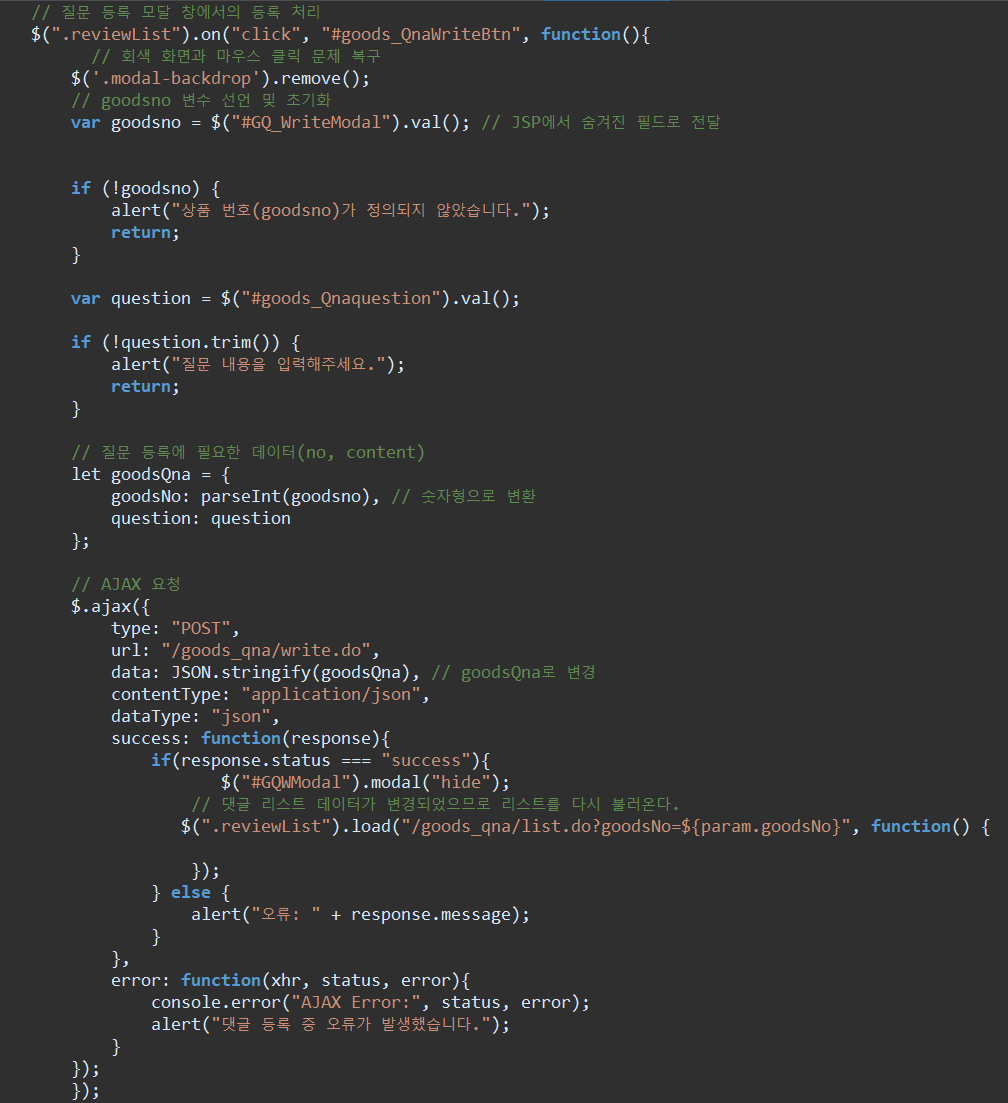 // 질문 등록 모달 창에서의 등록 처리
$(".reviewList").on("click", "#goods_QnaWriteBtn", function(){
// 회색 화면과 마우스 클릭 문제 복구
$('.modal-backdrop').remove();
// goodsno 변수 선언 및 초기화
var goodsno = $("#GQ_WriteModal").val(); // JSP에서 숨겨진 필드로 전달
if (!goodsno) {
alert("상품 번호(goodsno)가 정의되지 않았습니다.");
return;
}
var question = $("#goods_Qnaquestion").val();
if (!question.trim()) {
alert("질문 내용을 입력해주세요.");
return;
}
// 질문 등록에 필요한 데이터(no, content)
let goodsQna = {
goodsNo: parseInt(goodsno), // 숫자형으로 변환
question: question
};
// AJAX 요청
$.ajax({
type: "POST",
url: "/goods_qna/write.do",
data: JSON.stringify(goodsQna), // goodsQna로 변경
contentType: "application/json",
dataType: "json",
success: function(response){
if(response.status === "success"){
$("#GQWModal").modal("hide");
// 댓글 리스트 데이터가 변경되었으므로 리스트를 다시 불러온다.
$(".reviewList").load("/goods_qna/list.do?goodsNo=${param.goodsNo}", function() {
});
} else {
alert("오류: " + response.message);
}
},
error: function(xhr, status, error){
console.error("AJAX Error:", status, error);
alert("댓글 등록 중 오류가 발생했습니다.");
}
});
});